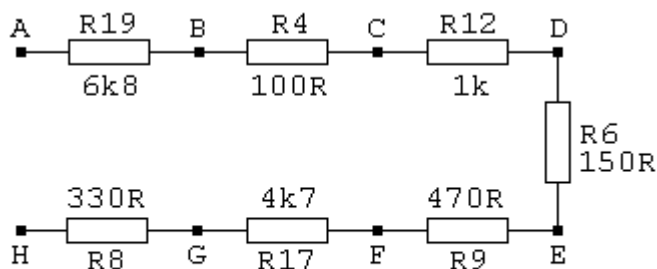 A R19 B R4 C R12 D
6k8 100R 1k
R6
150R
330R 4k7 470R
H R8 G R17 F R9 E